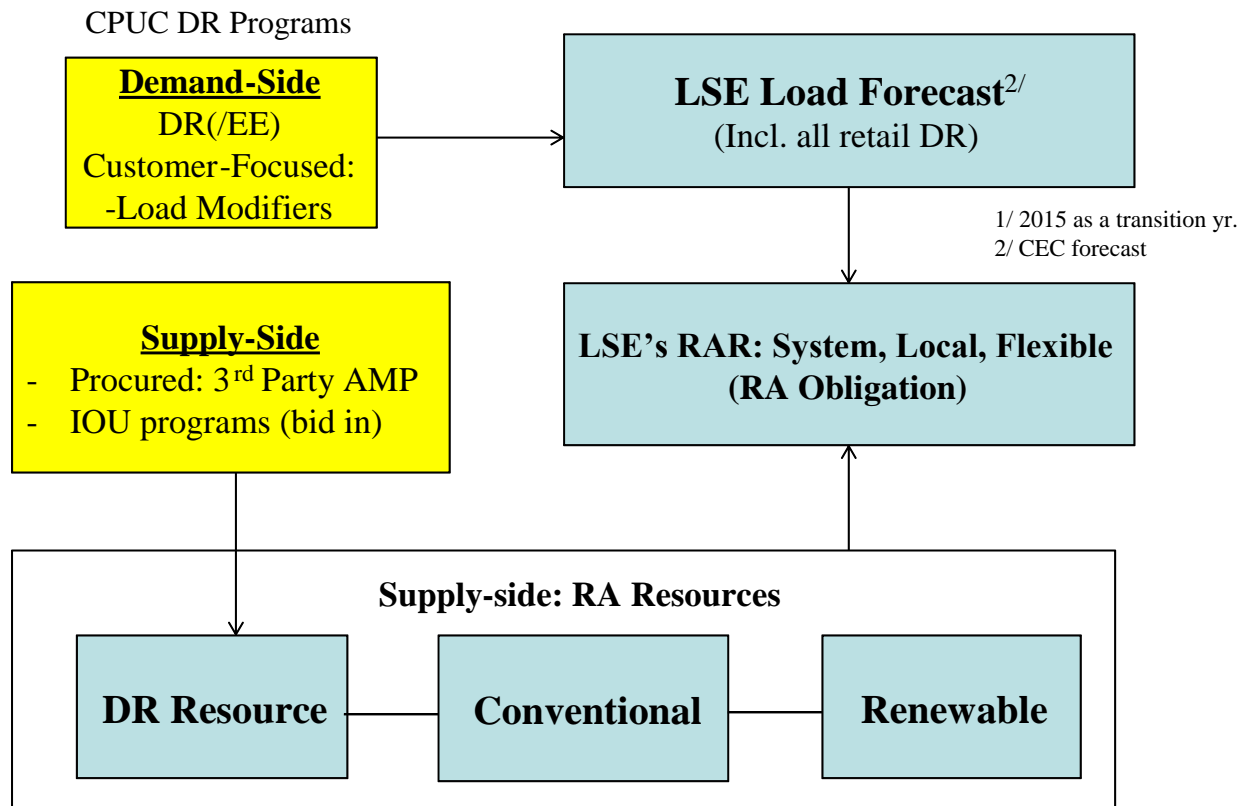 CPUC DR Programs
Demand-Side
DR(/EE)
Customer-Focused:
-Load Modifiers
LSE Load Forecast2/
(Incl. all retail DR)
1/ 2015 as a transition yr.
2/ CEC forecast
Supply-Side
- Procured: 3rd Party AMP
- IOU programs (bid in)
LSE’s RAR: System, Local, Flexible
(RA Obligation)
Supply-side: RA Resources
DR Resource
Conventional
Renewable